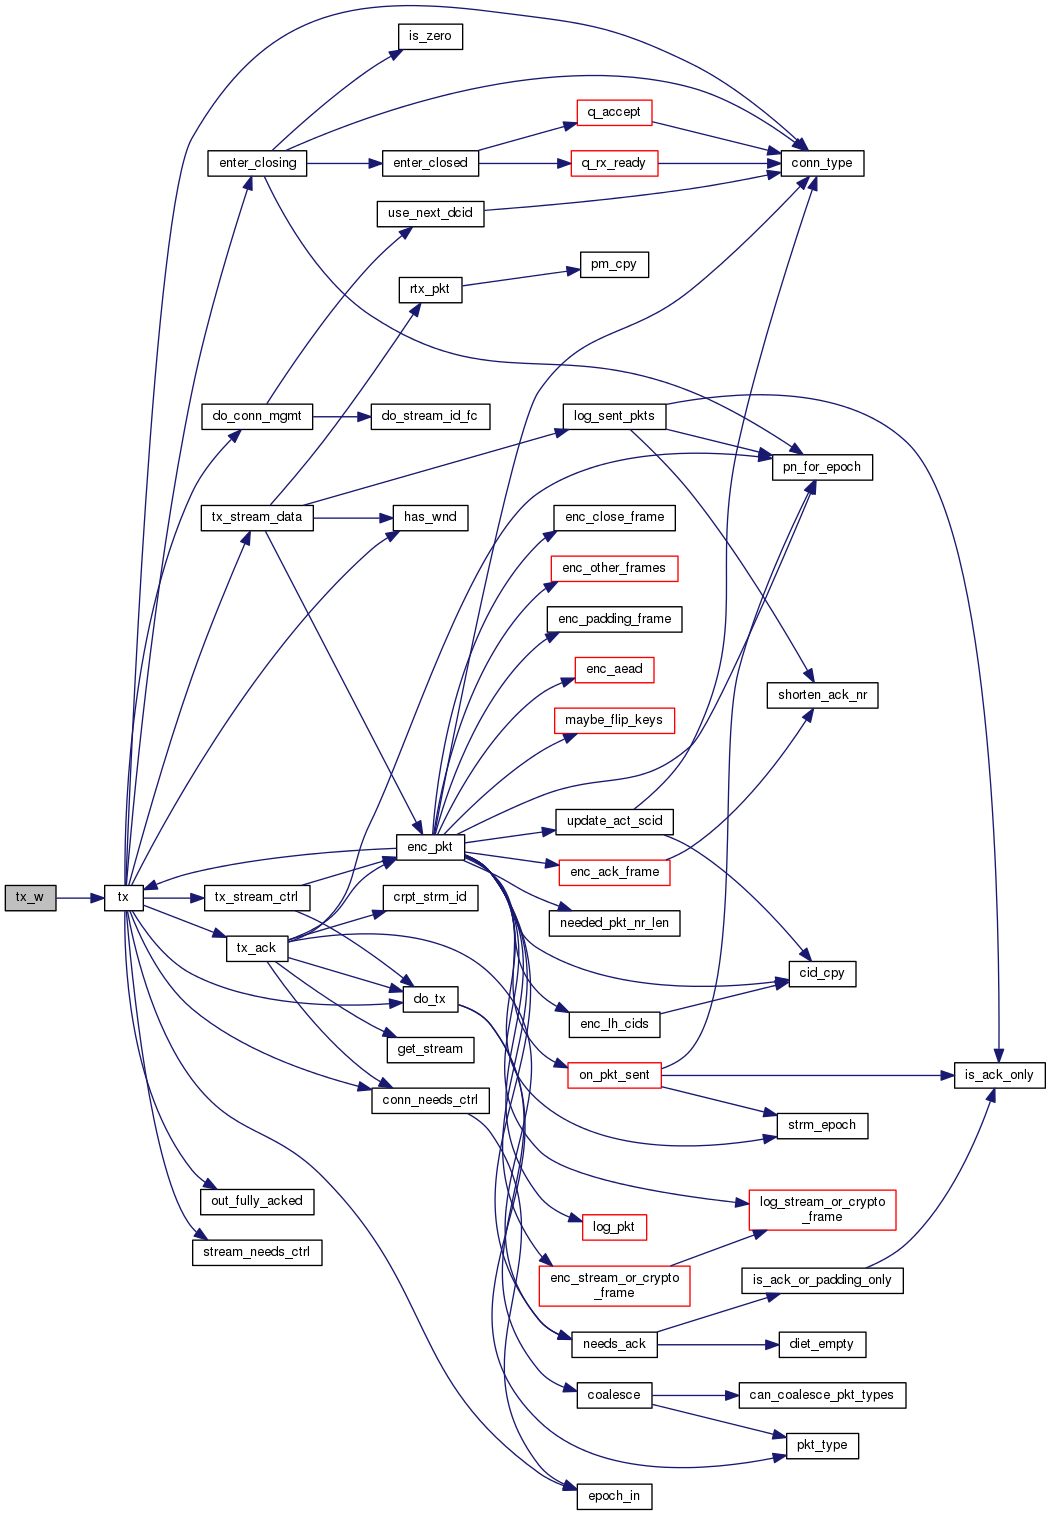 is_zero
q_accept
enter_closing
enter_closed
q_rx_ready
conn_type
use_next_dcid
pm_cpy
rtx_pkt
do_conn_mgmt
do_stream_id_fc
log_sent_pkts
pn_for_epoch
tx_stream_data
has_wnd
enc_close_frame
enc_other_frames
enc_padding_frame
enc_aead
shorten_ack_nr
maybe_flip_keys
update_act_scid
enc_pkt
enc_ack_frame
tx_w
tx
tx_stream_ctrl
crpt_strm_id
needed_pkt_nr_len
tx_ack
cid_cpy
do_tx
enc_lh_cids
get_stream
on_pkt_sent
is_ack_only
conn_needs_ctrl
strm_epoch
out_fully_acked
log_stream_or_crypto
_frame
log_pkt
stream_needs_ctrl
enc_stream_or_crypto
_frame
is_ack_or_padding_only
needs_ack
diet_empty
coalesce
can_coalesce_pkt_types
pkt_type
epoch_in